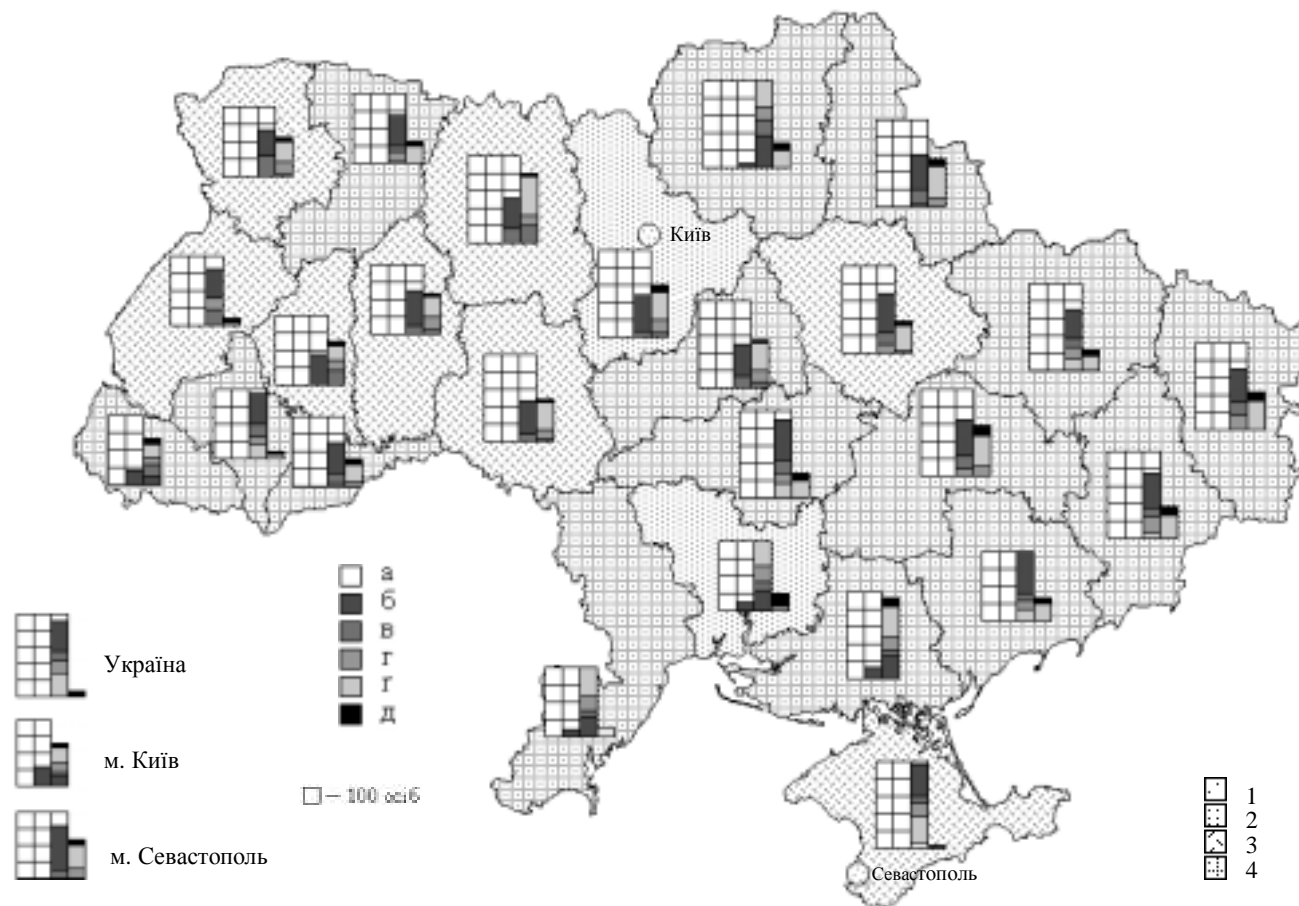 Київ
а
б
в
г
ґ
д
Україна
м. Київ
м. Севастополь
– 100 осіб
1
2
3
4
Севастополь